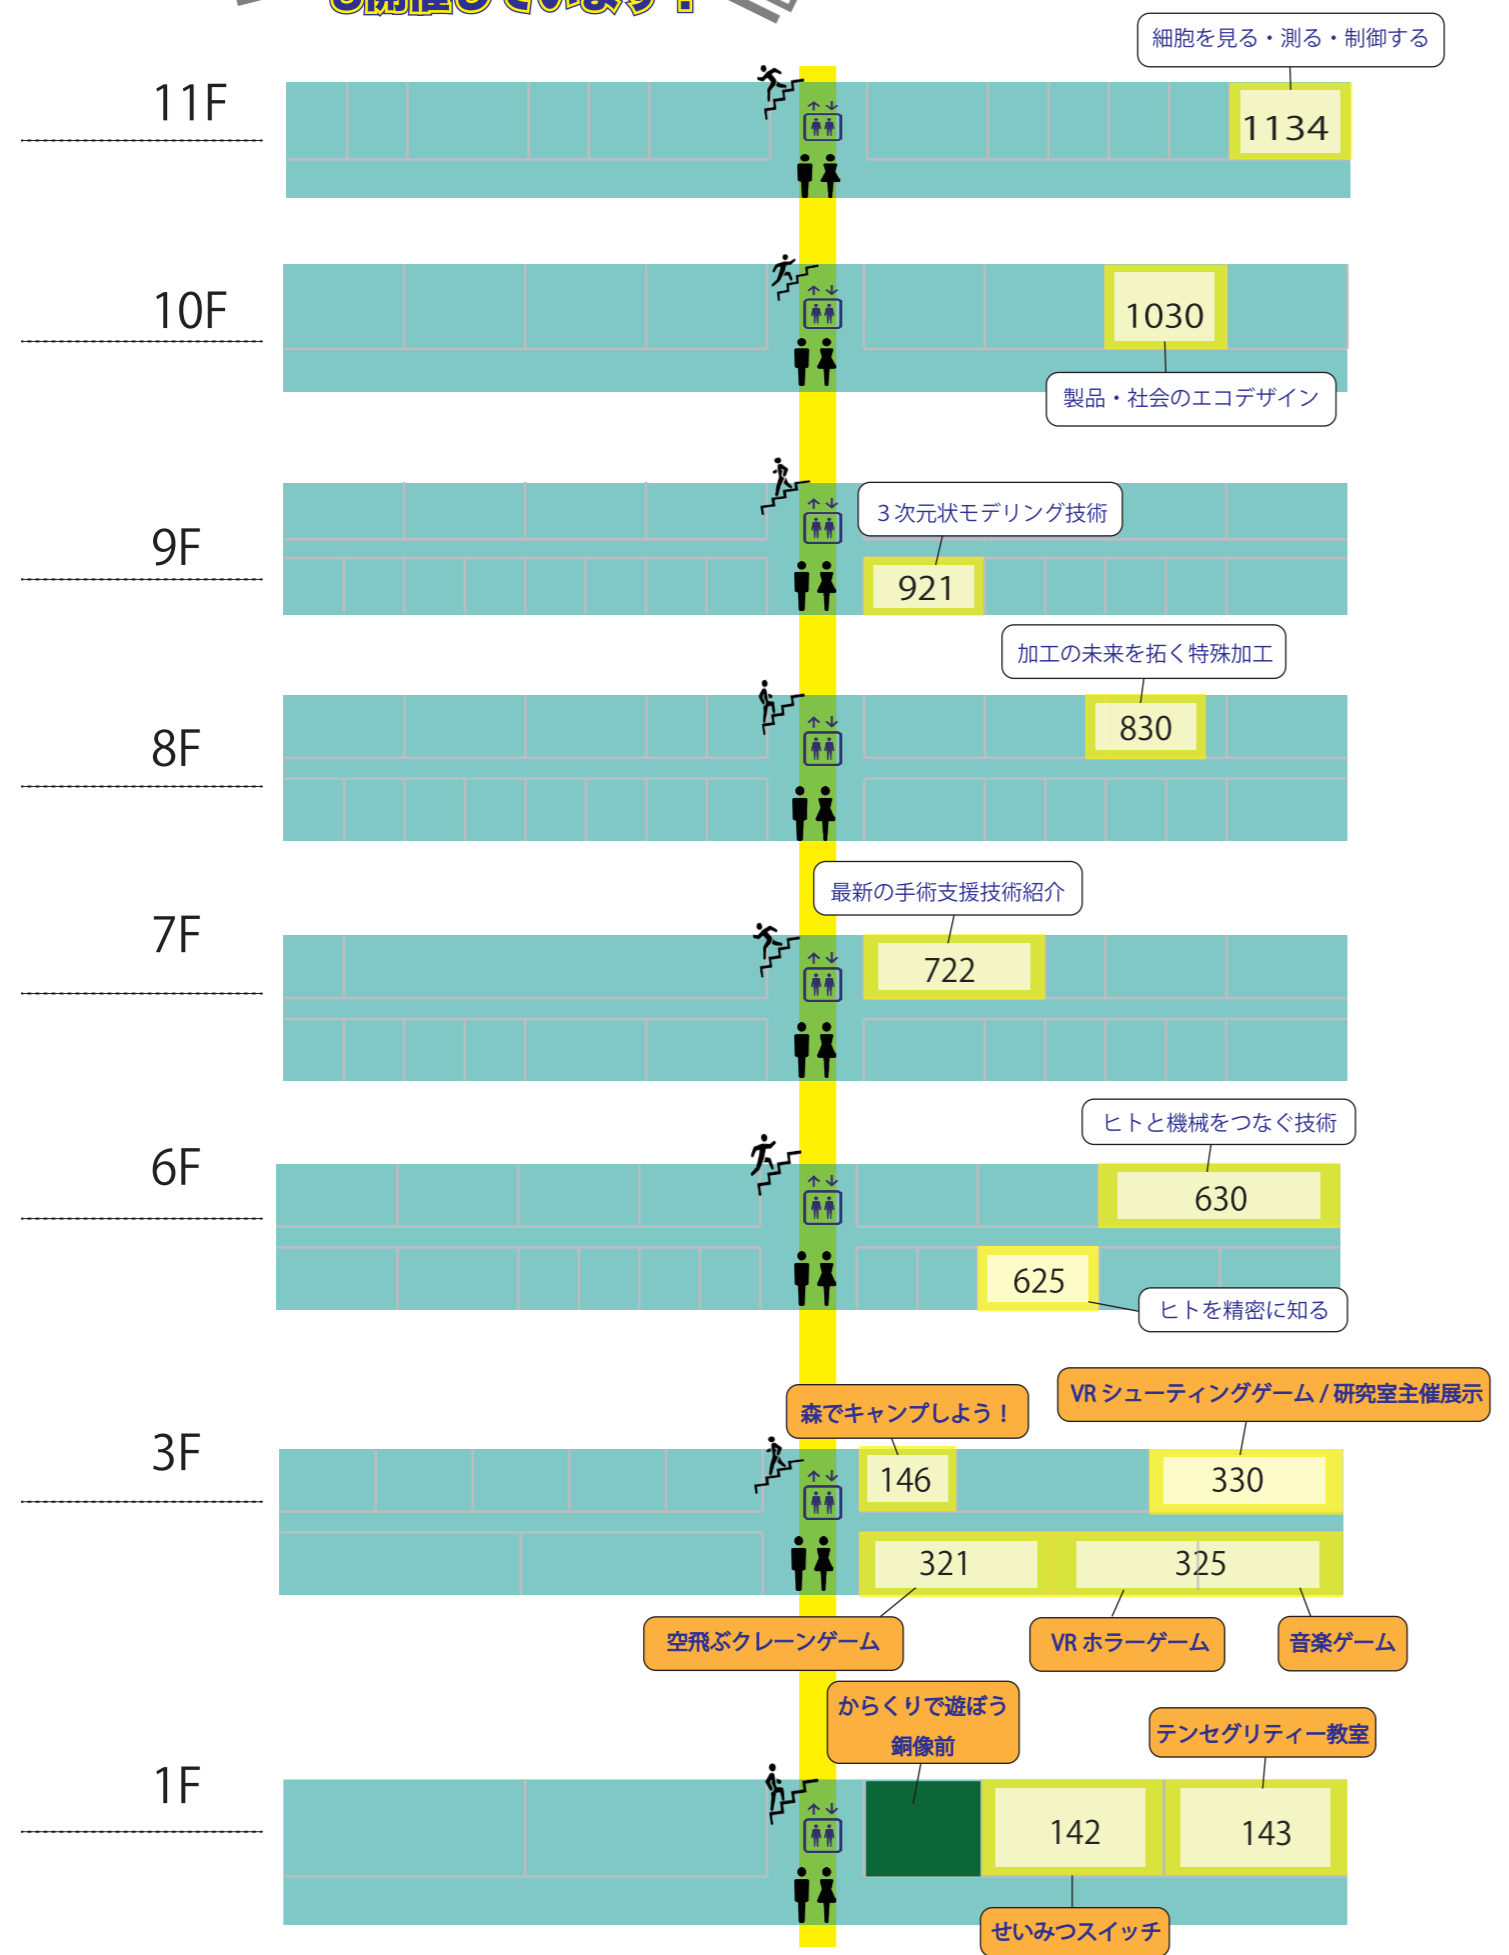 も開催しています！
細胞を見る・測る・制御する
11F
1134
10F
1030
製品・社会のエコデザイン
9F
３次元状モデリング技術
921
加工の未来を拓く特殊加工
8F
830
最新の手術支援技術紹介
7F
722
ヒトと機械をつなぐ技術
6F
630
625
ヒトを精密に知る
VR シューティングゲーム / 研究室主催展示
森でキャンプしよう！
3F
146
330
321
325
空飛ぶクレーンゲーム
VR ホラーゲーム
音楽ゲーム
からくりで遊ぼう
銅像前
テンセグリティー教室
1F
142
143
せいみつスイッチ